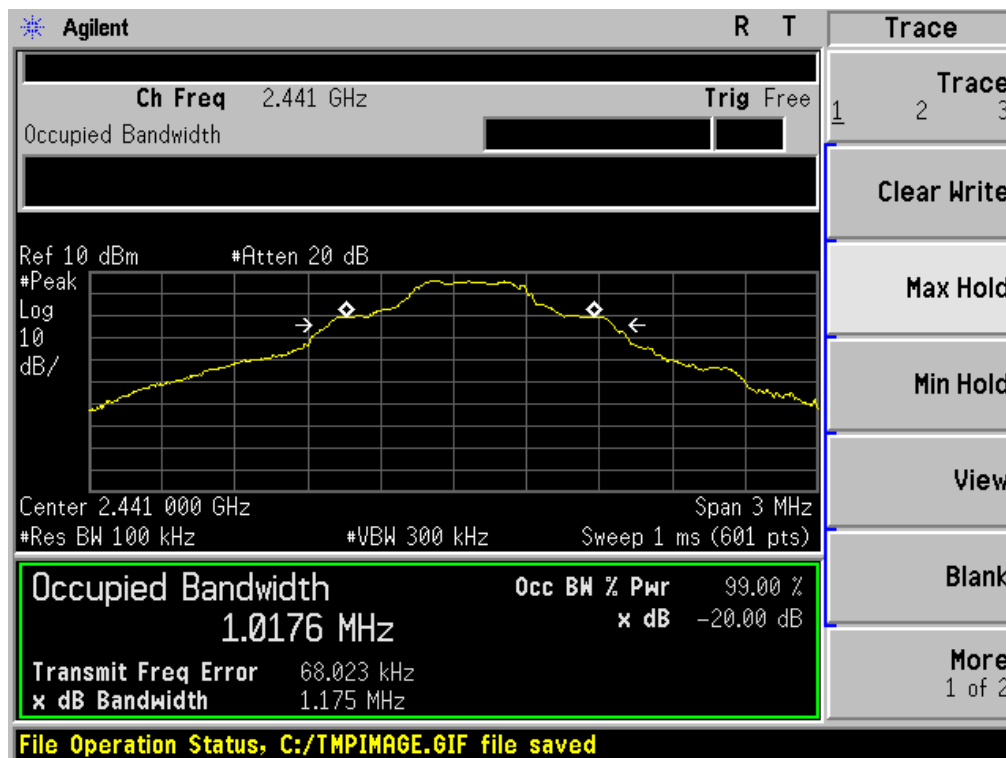 Agilent R T
Trace
Ch Freq 2.441 GHz Trig Free
Occupied Bandwidth
Trace
1 2 3
Clear Write
Max Hold
Min Hold
View
Blank
More
1 of 2
Ref 10 dBm #Atten 20 dB
#Peak
Log
10
dB/
Center 2.441 000 GHz Span 3 MHz
#Res BW 100 kHz #VBW 300 kHz Sweep 1 ms (601 pts)
Occupied Bandwidth
1.0176 MHz
Occ BW % Pwr 99.00 %
x dB -20.00 dB
Transmit Freq Error 68.023 kHz
x dB Bandwidth 1.175 MHz
File Operation Status, C:/TMPIMAGE.GIF file saved